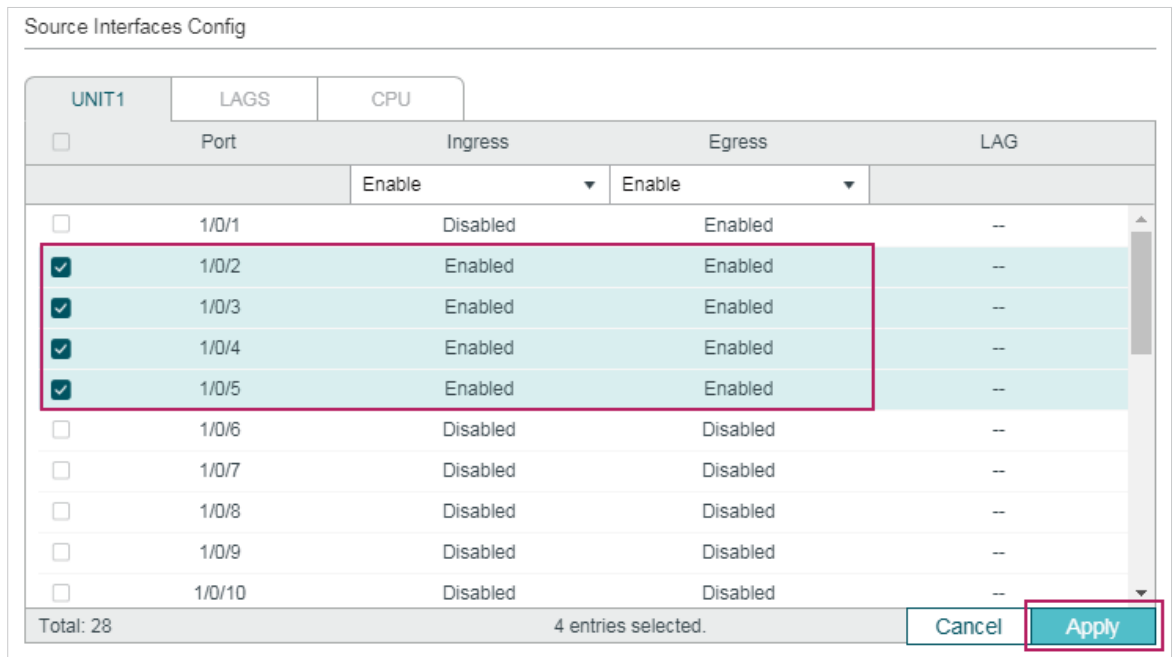 Source Interfaces Config
UNIT1 LAGS CPU
Port Ingress Egress LAG
Enable Enable
1/0/1 Disabled Enabled --
1/0/2 Enabled Enabled --
1/0/3 Enabled Enabled --
1/0/4 Enabled Enabled --
1/0/5 Enabled Enabled --
1/0/6 Disabled Disabled --
1/0/7 Disabled Disabled --
1/0/8 Disabled Disabled --
1/0/9 Disabled Disabled --
1/0/10 Disabled Disabled --
Total: 28 4 entries selected. Cancel Apply